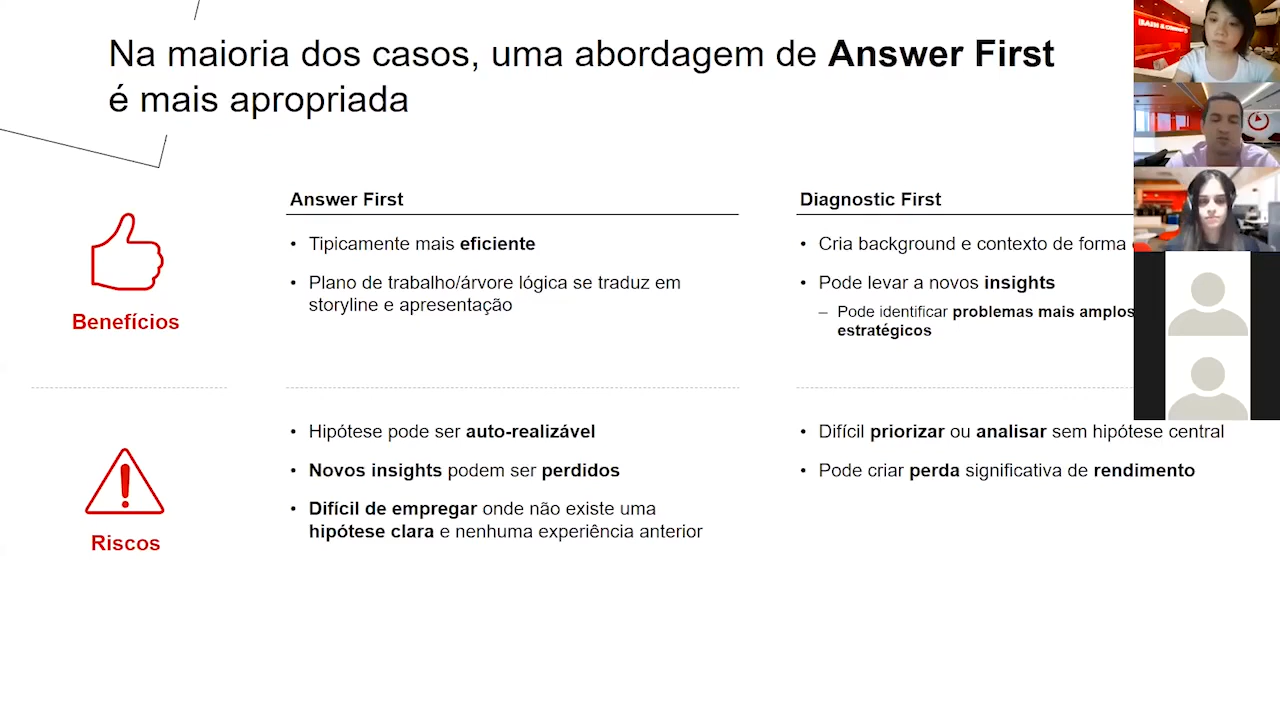 Na maioria dos casos, uma abordagem de Answer First
é mais apropriada
Answer First
Diagnostic First
Benefícios
• Tipicamente mais eficiente
• Plano de trabalho/árvore lógica se traduz em
storyline e apresentação
• Cria background e contexto de forma
• Pode levar a novos insights
– Pode identificar problemas mais amplos
estratégicos
Riscos
• Hipótese pode ser auto-realizável
• Novos insights podem ser perdidos
• Difícil de empregar onde não existe uma
hipótese clara e nenhuma experiência anterior
• Difícil priorizar ou analisar sem hipótese central
• Pode criar perda significativa de rendimento